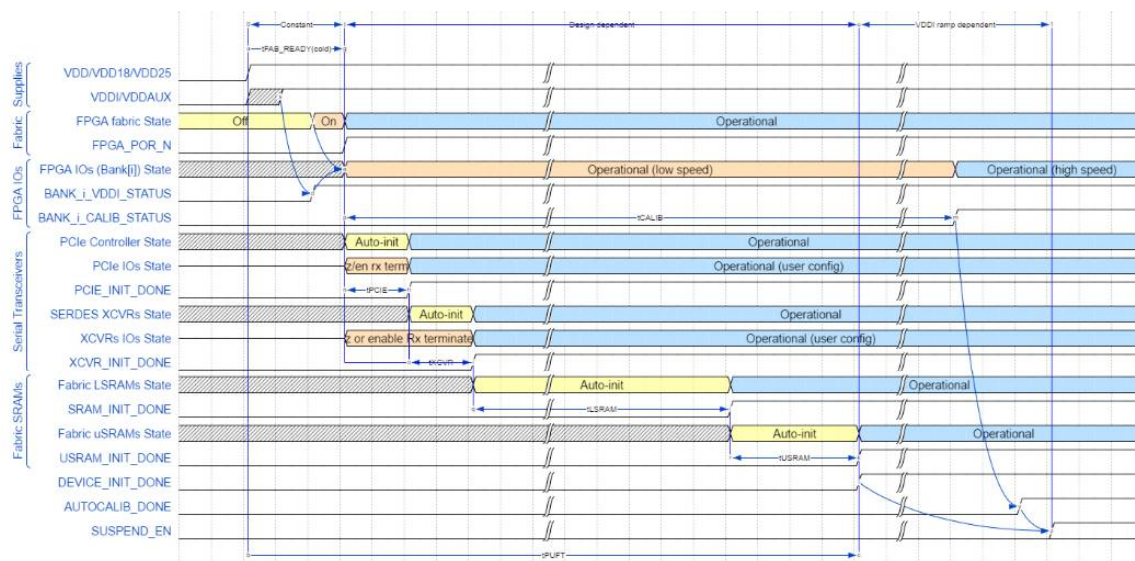 Constant Design dependent VDDI ramp dependent
tFAB_READY(cold)
Supplies
VDD/VDD18/VDD25
VDDI/VDDAUX
Fabric
FPGA fabric State Off On Operational
FPGA_POR_N
FPGA IOs
FPGA IOs (Bank[i]) State Operational (low speed) Operational (high speed)
BANK_i_VDDI_STATUS
BANK_i_CALIB_STATUS tCALIB
Serial Transceivers
PCIe Controller State Auto-init Operational
PCIe IOs State z/en rx term Operational (user config)
PCIE_INIT_DONE tPCIE
SERDES XCVRs State Auto-init Operational
XCVRs IOs State z or enable Rx terminate Operational (user config)
XCVR_INIT_DONE tXCVR
Fabric SRAMs
Fabric LSRAMs State Auto-init Operational
SRAM_INIT_DONE tLSRAM
Fabric uSRAMs State Auto-init Operational
USRAM_INIT_DONE tUSRAM
DEVICE_INIT_DONE
AUTOCALIB_DONE
SUSPEND_EN
tPUFT